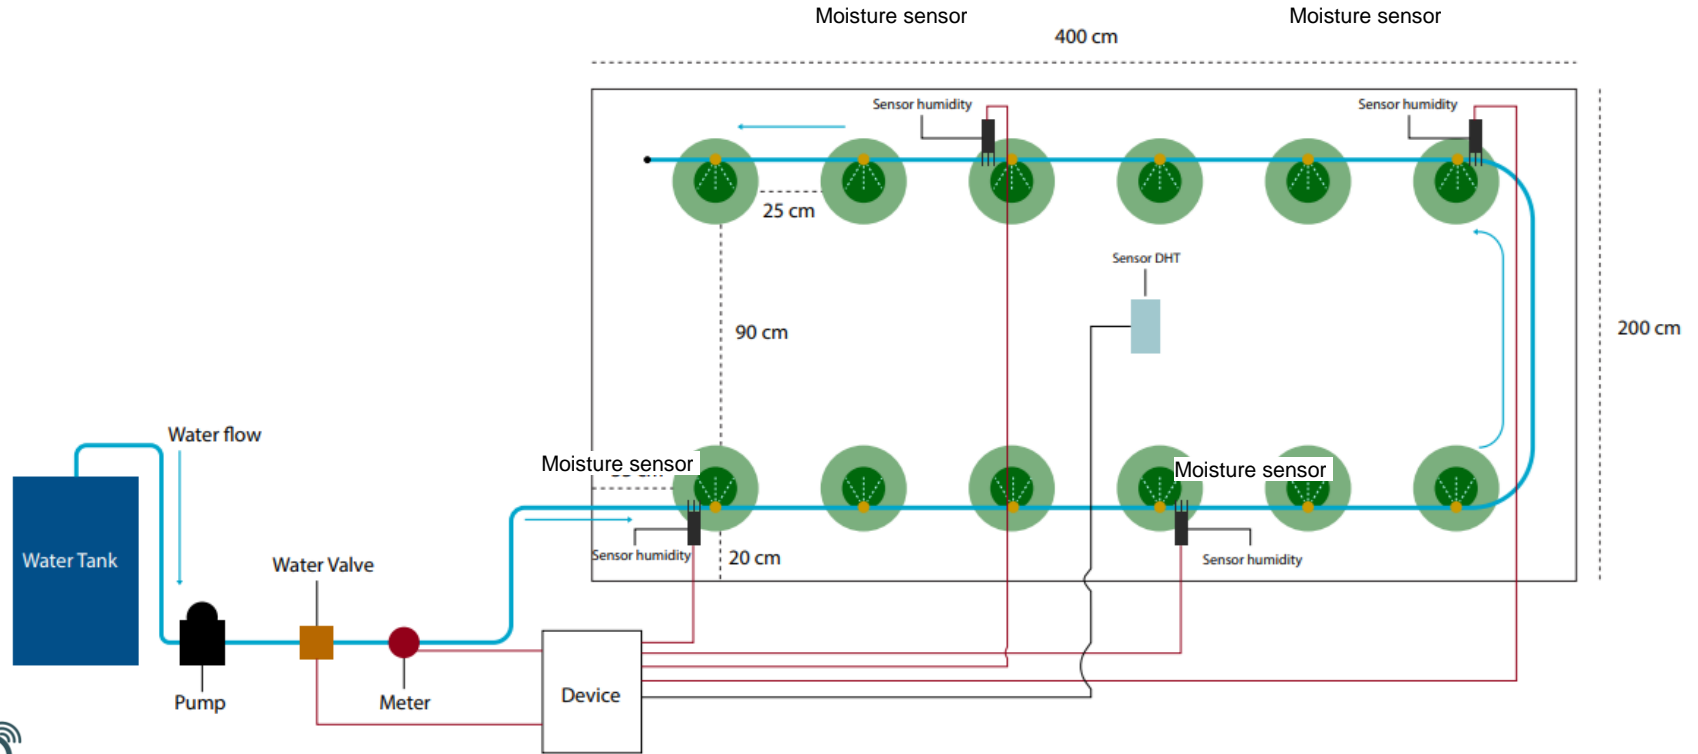 Moisture sensor
Moisture sensor
400 cm
Sensor humidity
Sensor humidity
25 cm
Sensor DHT
90 cm
200 cm
Water flow
Moisture sensor
Moisture sensor
Water Tank
Water Valve
Sensor humidity
20 cm
Sensor humidity
Pump
Meter
Device